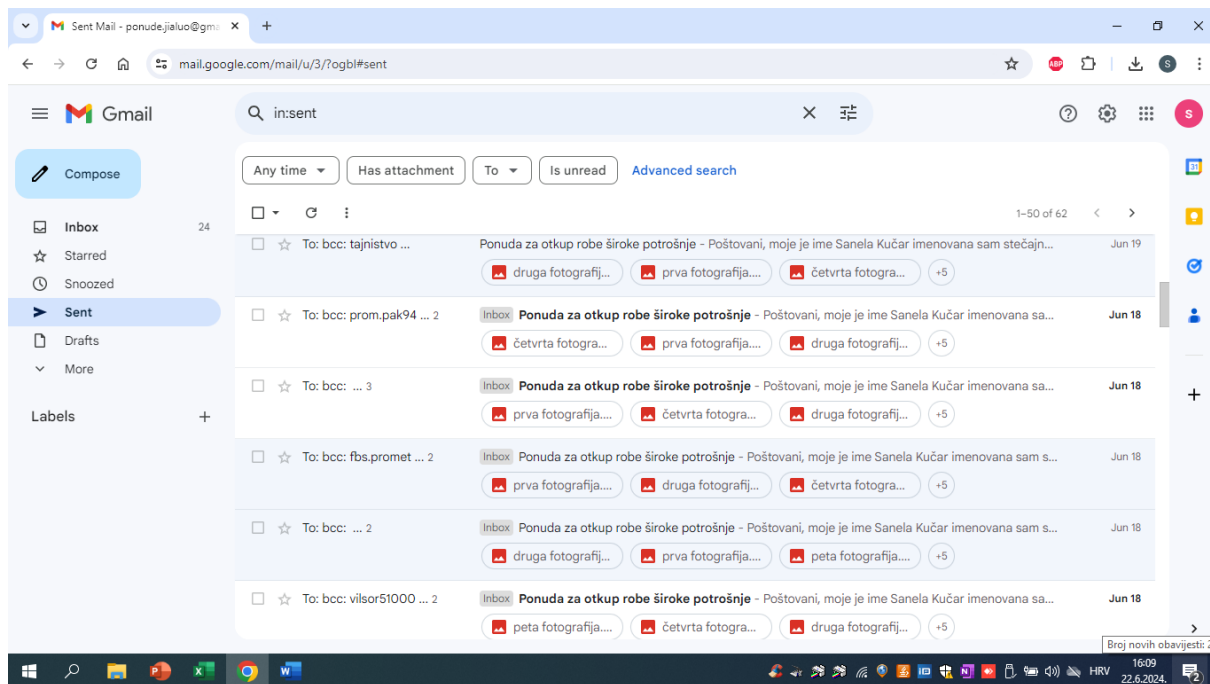 Sent Mail - ponude.jialuo@gma
mail.google.com/mail/u/3/?ogbl#sent
ABP
S
Gmail
in:sent
S
Compose
Any time
Has attachment
To
Is unread
Advanced search
31
1–50 of 62
Inbox 24
Starred
Snoozed
Sent
Drafts
More
Labels
To: bcc: tajnistvo ... Ponuda za otkup robe široke potrošnje - Poštovani, moje je ime Sanela Kučar imenovana sam stečajn... Jun 19
druga fotografij... prva fotografija.... četvrta fotogra... +5
To: bcc: prom.pak94 ... 2 Inbox Ponuda za otkup robe široke potrošnje - Poštovani, moje je ime Sanela Kučar imenovana sa... Jun 18
četvrta fotogra... prva fotografija.... druga fotografij... +5
To: bcc: ... 3 Inbox Ponuda za otkup robe široke potrošnje - Poštovani, moje je ime Sanela Kučar imenovana sa... Jun 18
prva fotografija.... četvrta fotogra... druga fotografij... +5
To: bcc: fbs.promet ... 2 Inbox Ponuda za otkup robe široke potrošnje - Poštovani, moje je ime Sanela Kučar imenovana sam s... Jun 18
prva fotografija.... druga fotografij... četvrta fotogra... +5
To: bcc: ... 2 Inbox Ponuda za otkup robe široke potrošnje - Poštovani, moje je ime Sanela Kučar imenovana sam s... Jun 18
druga fotografij... prva fotografija.... peta fotografija.... +5
To: bcc: vilsor51000 ... 2 Inbox Ponuda za otkup robe široke potrošnje - Poštovani, moje je ime Sanela Kučar imenovana sa... Jun 18
peta fotografija.... četvrta fotogra... druga fotografij... +5
Broj novih obavijesti: 2
HRV
16:09
22.6.2024.
2